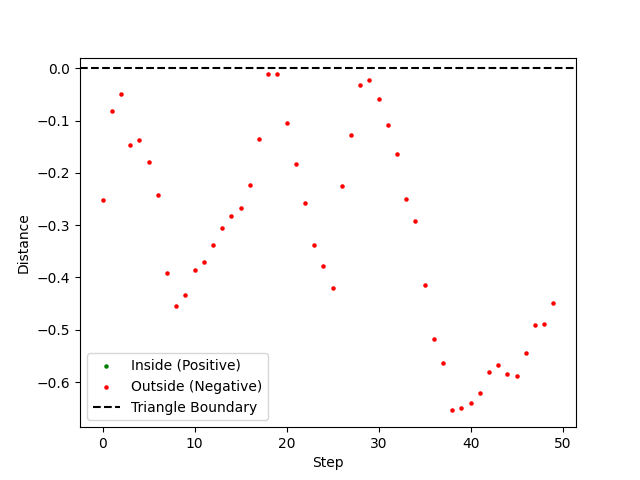 0.0
−0.1
−0.2
−0.3
−0.4
−0.5
−0.6
Distance
Inside (Positive)
Outside (Negative)
Triangle Boundary
0 10 20 30 40 50
Step